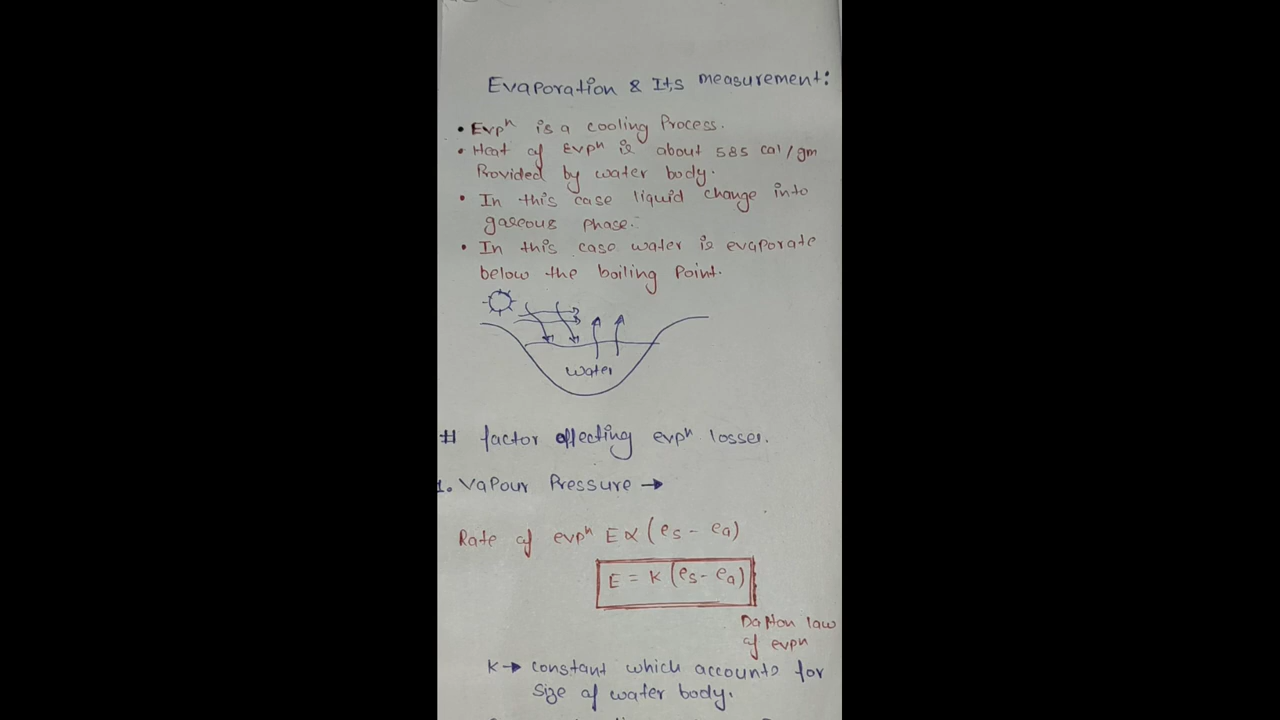 Evaporation & Its measurement:
• Evpⁿ is a cooling Process.
• Heat of Evpⁿ is about 585 cal/gm
Provided by water body.
• In this case liquid change into
gaseous phase.
• In this case water is evaporate
below the boiling Point.
water
# factor affecting evpⁿ losses.
1. Vapour Pressure →
Rate of evpⁿ E ∝ (es - ea)
E = K (es - ea)
Dalton law
of evpⁿ
K → constant which accounts for
size of water body.